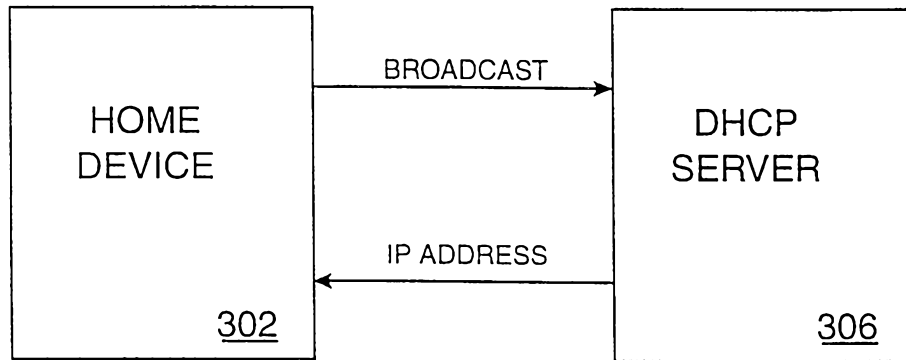 HOME
DEVICE
302
BROADCAST
IP ADDRESS
DHCP
SERVER
306